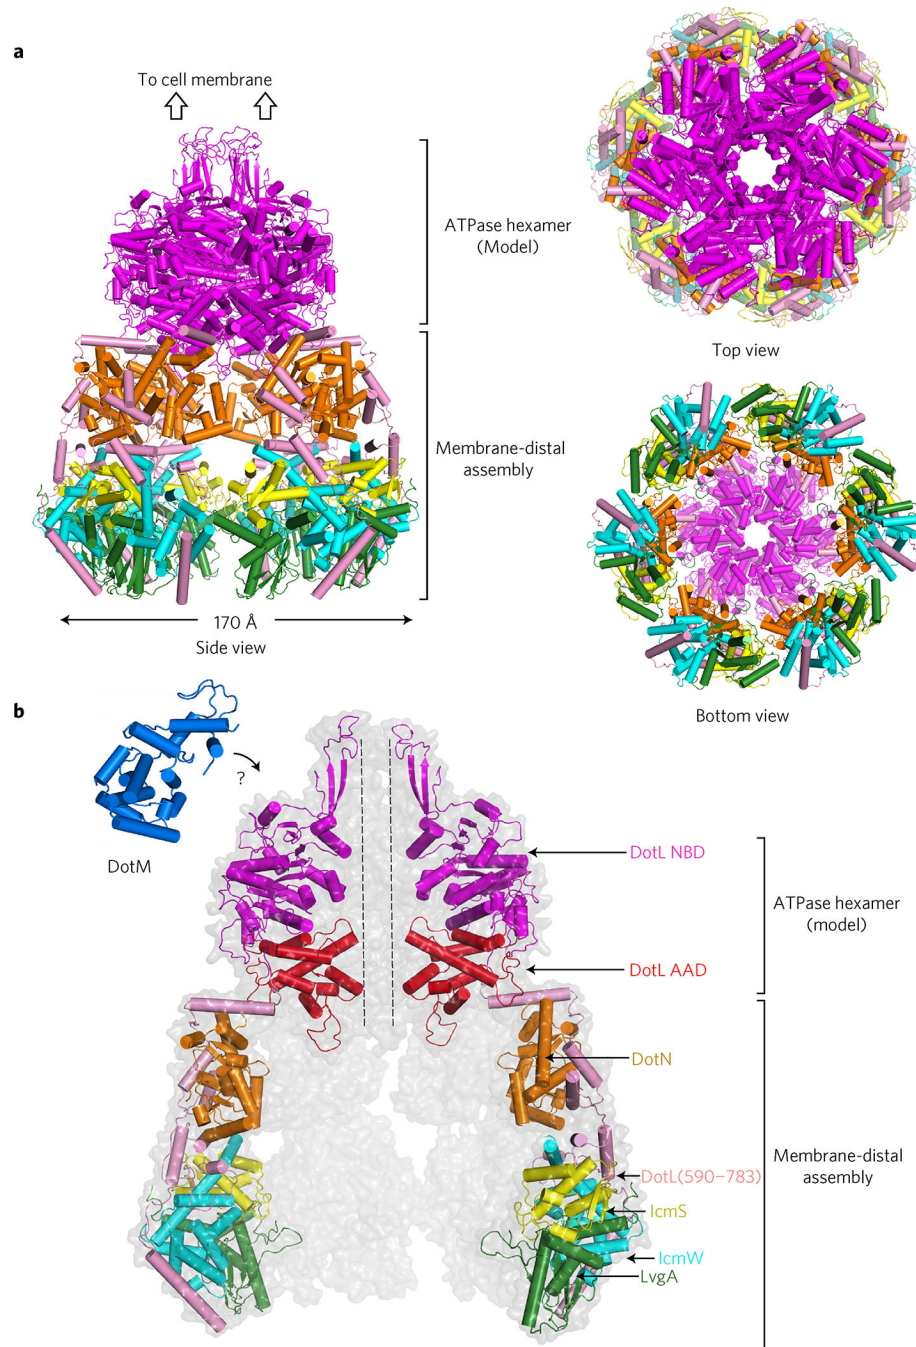 a
To cell membrane
ATPase hexamer
(Model)
Top view
Membrane-distal
assembly
170 Å
Side view
Bottom view
b
?
DotM
DotL NBD
ATPase hexamer
(model)
DotL AAD
DotN
Membrane-distal
assembly
DotL(590–783)
IcmS
IcmW
LvgA